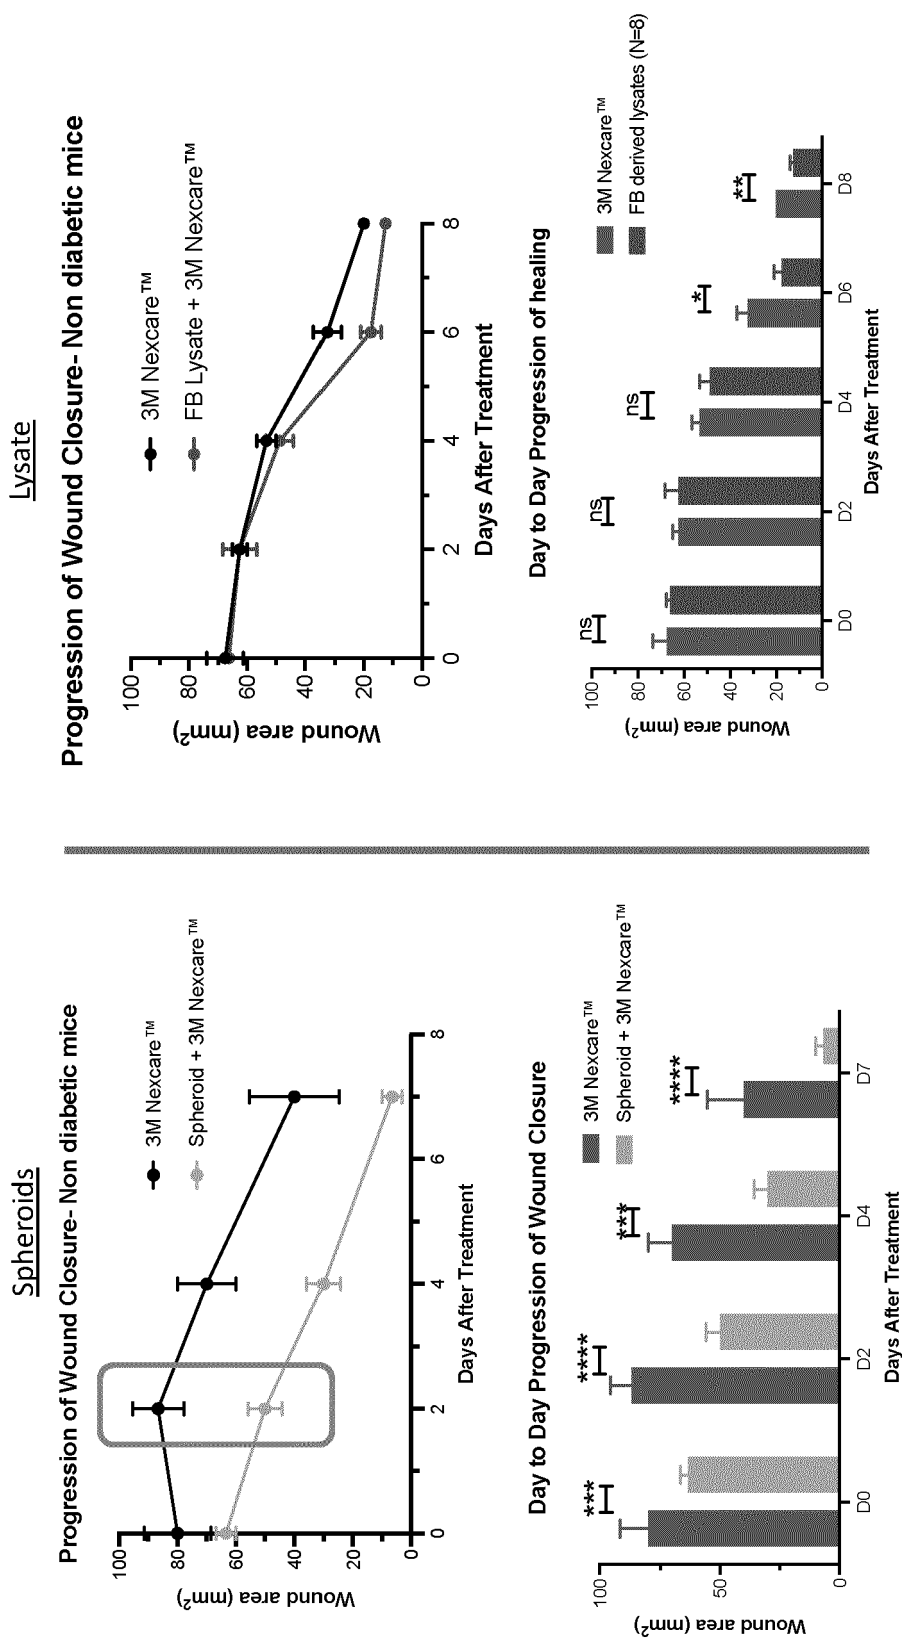 Spheroids
Progression of Wound Closure- Non diabetic mice
3M Nexcare™
Spheroid + 3M Nexcare™
Wound area (mm²)
100
80
60
40
20
0
0
2
4
6
8
Days After Treatment
Day to Day Progression of Wound Closure
3M Nexcare™
Spheroid + 3M Nexcare™
Wound area (mm²)
100
50
0
***
****
***
****
D0
D2
D4
D7
Days After Treatment
Lysate
Progression of Wound Closure- Non diabetic mice
3M Nexcare™
FB Lysate + 3M Nexcare™
Wound area (mm²)
100
80
60
40
20
0
0
2
4
6
8
Days After Treatment
Day to Day Progression of healing
3M Nexcare™
FB derived lysates (N=8)
Wound area (mm²)
100
80
60
40
20
0
ns
ns
ns
*
**
D0
D2
D4
D6
D8
Days After Treatment